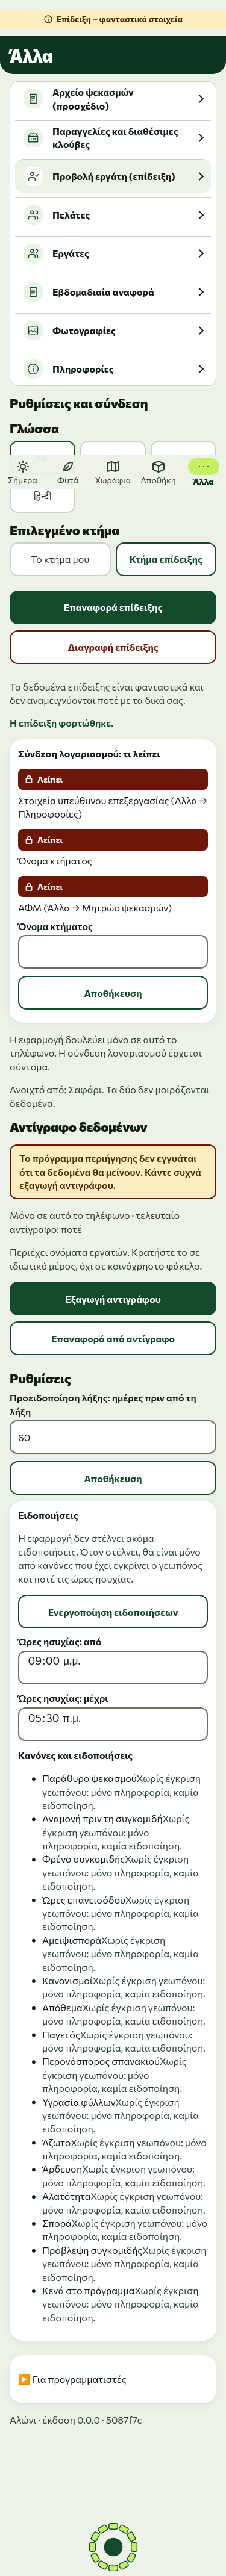 Επίδειξη – φανταστικά στοιχεία
Άλλα
Αρχείο ψεκασμών
(προσχέδιο)
Παραγγελίες και διαθέσιμες
κλούβες
Προβολή εργάτη (επίδειξη)
Πελάτες
Εργάτες
Εβδομαδιαία αναφορά
Φωτογραφίες
Πληροφορίες
Ρυθμίσεις και σύνδεση
Γλώσσα
Σήμερα
Φυτά
Χωράφια
Αποθήκη
Άλλα
हिन्दी
Επιλεγμένο κτήμα
Το κτήμα μου
Κτήμα επίδειξης
Επαναφορά επίδειξης
Διαγραφή επίδειξης
Τα δεδομένα επίδειξης είναι φανταστικά και
δεν αναμειγνύονται ποτέ με τα δικά σας.
Η επίδειξη φορτώθηκε.
Σύνδεση λογαριασμού: τι λείπει
Λείπει
Στοιχεία υπεύθυνου επεξεργασίας (Άλλα →
Πληροφορίες)
Λείπει
Όνομα κτήματος
Λείπει
ΑΦΜ (Άλλα → Μητρώο ψεκασμών)
Όνομα κτήματος
Αποθήκευση
Η εφαρμογή δουλεύει μόνο σε αυτό το
τηλέφωνο. Η σύνδεση λογαριασμού έρχεται
σύντομα.
Ανοιχτό από: Σαφάρι. Τα δύο δεν μοιράζονται
δεδομένα.
Αντίγραφο δεδομένων
Το πρόγραμμα περιήγησης δεν εγγυάται
ότι τα δεδομένα θα μείνουν. Κάντε συχνά
εξαγωγή αντιγράφου.
Μόνο σε αυτό το τηλέφωνο · τελευταίο
αντίγραφο: ποτέ
Περιέχει ονόματα εργατών. Κρατήστε το σε
ιδιωτικό μέρος, όχι σε κοινόχρηστο φάκελο.
Εξαγωγή αντιγράφου
Επαναφορά από αντίγραφο
Ρυθμίσεις
Προειδοποίηση λήξης: ημέρες πριν από τη
λήξη
60
Αποθήκευση
Ειδοποιήσεις
Η εφαρμογή δεν στέλνει ακόμα
ειδοποιήσεις. Όταν στέλνει, θα είναι μόνο
από κανόνες που έχει εγκρίνει ο γεωπόνος
και ποτέ τις ώρες ησυχίας.
Ενεργοποίηση ειδοποιήσεων
Ώρες ησυχίας: από
09:00 μ.μ.
Ώρες ησυχίας: μέχρι
05:30 π.μ.
Κανόνες και ειδοποιήσεις
Παράθυρο ψεκασμούΧωρίς έγκριση
γεωπόνου: μόνο πληροφορία, καμία
ειδοποίηση.
Αναμονή πριν τη συγκομιδήΧωρίς
έγκριση γεωπόνου: μόνο
πληροφορία, καμία ειδοποίηση.
Φρένο συγκομιδήςΧωρίς έγκριση
γεωπόνου: μόνο πληροφορία, καμία
ειδοποίηση.
Ώρες επανεισόδουΧωρίς έγκριση
γεωπόνου: μόνο πληροφορία, καμία
ειδοποίηση.
ΑμειψισποράΧωρίς έγκριση
γεωπόνου: μόνο πληροφορία, καμία
ειδοποίηση.
ΚανονισμοίΧωρίς έγκριση γεωπόνου:
μόνο πληροφορία, καμία ειδοποίηση.
ΑπόθεμαΧωρίς έγκριση γεωπόνου:
μόνο πληροφορία, καμία ειδοποίηση.
ΠαγετόςΧωρίς έγκριση γεωπόνου:
μόνο πληροφορία, καμία ειδοποίηση.
Περονόσπορος σπανακιούΧωρίς
έγκριση γεωπόνου: μόνο
πληροφορία, καμία ειδοποίηση.
Υγρασία φύλλωνΧωρίς έγκριση
γεωπόνου: μόνο πληροφορία, καμία
ειδοποίηση.
ΆζωτοΧωρίς έγκριση γεωπόνου: μόνο
πληροφορία, καμία ειδοποίηση.
ΆρδευσηΧωρίς έγκριση γεωπόνου:
μόνο πληροφορία, καμία ειδοποίηση.
ΑλατότηταΧωρίς έγκριση γεωπόνου:
μόνο πληροφορία, καμία ειδοποίηση.
ΣποράΧωρίς έγκριση γεωπόνου: μόνο
πληροφορία, καμία ειδοποίηση.
Πρόβλεψη συγκομιδήςΧωρίς έγκριση
γεωπόνου: μόνο πληροφορία, καμία
ειδοποίηση.
Κενά στο πρόγραμμαΧωρίς έγκριση
γεωπόνου: μόνο πληροφορία, καμία
ειδοποίηση.
Για προγραμματιστές
Αλώνι · έκδοση 0.0.0 · 5087f7c